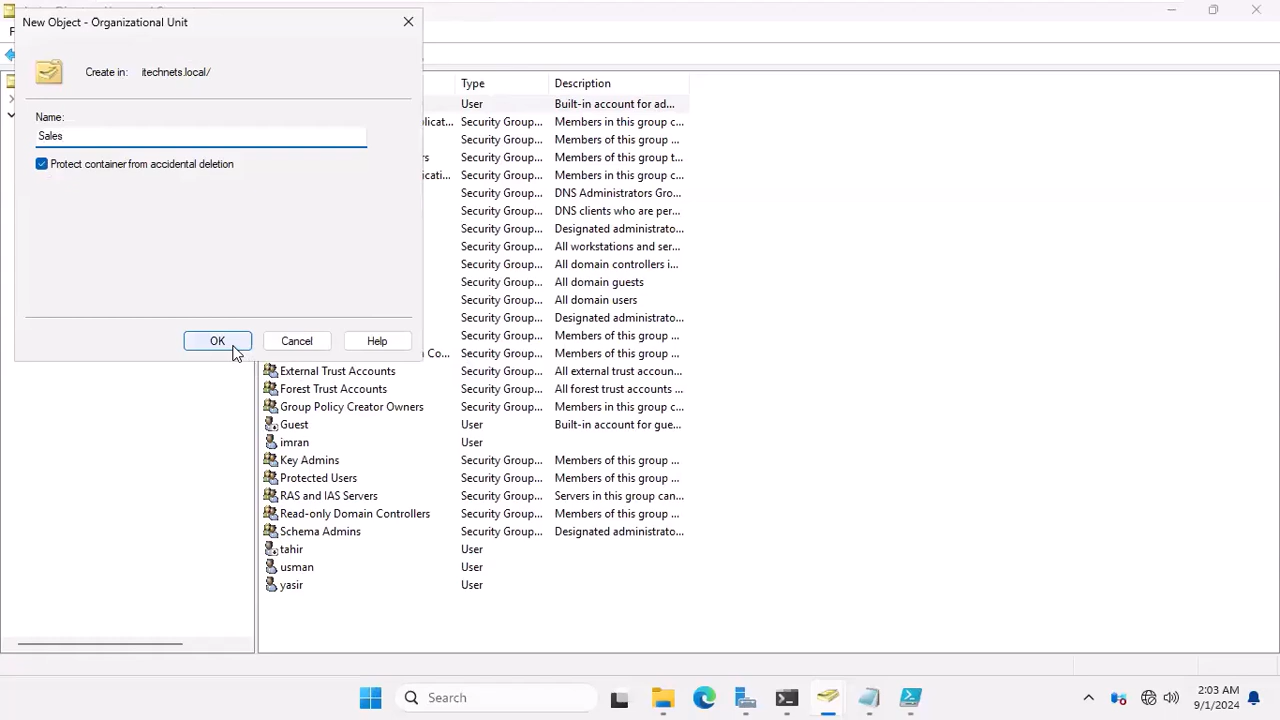 New Object - Organizational Unit
Create in: itechnets.local/
Name:
Sales
Protect container from accidental deletion
OK Cancel Help
Type Description
User Built-in account for ad...
licat... Security Group... Members in this group c...
Security Group... Members of this group ...
rs Security Group... Members of this group t...
icati... Security Group... Members in this group c...
Security Group... DNS Administrators Gro...
Security Group... DNS clients who are per...
Security Group... Designated administrato...
Security Group... All workstations and ser...
Security Group... All domain controllers i...
Security Group... All domain guests
Security Group... All domain users
Security Group... Designated administrato...
Security Group... Members of this group ...
Co... Security Group... Members of this group ...
External Trust Accounts Security Group... All external trust accoun...
Forest Trust Accounts Security Group... All forest trust accounts ...
Group Policy Creator Owners Security Group... Members in this group c...
Guest User Built-in account for gue...
imran User
Key Admins Security Group... Members of this group ...
Protected Users Security Group... Members of this group ...
RAS and IAS Servers Security Group... Servers in this group can...
Read-only Domain Controllers Security Group... Members of this group ...
Schema Admins Security Group... Designated administrato...
tahir User
usman User
yasir User
Search
2:03 AM
9/1/2024